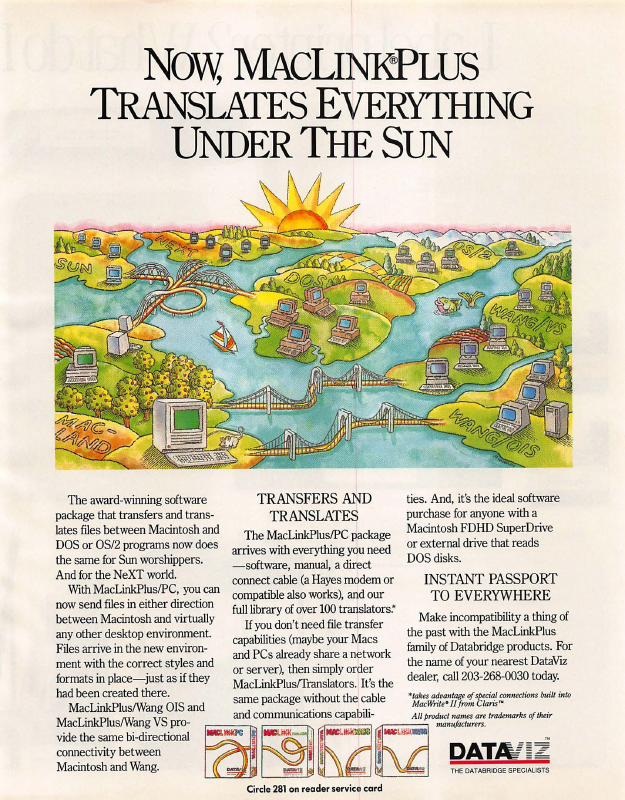 NOW, MACLINK®PLUS
TRANSLATES EVERYTHING
UNDER THE SUN
SUN
NEXT
DOS
PS/2
WANG/VS
MAC-
LAND
WANG/OIS
The award-winning software
package that transfers and trans-
lates files between Macintosh and
DOS or OS/2 programs now does
the same for Sun worshippers.
And for the NeXT world.
With MacLinkPlus/PC, you can
now send files in either direction
between Macintosh and virtually
any other desktop environment.
Files arrive in the new environ-
ment with the correct styles and
formats in place—just as if they
had been created there.
MacLinkPlus/Wang OIS and
MacLinkPlus/Wang VS pro-
vide the same bi-directional
connectivity between
Macintosh and Wang.
TRANSFERS AND
TRANSLATES
The MacLinkPlus/PC package
arrives with everything you need
—software, manual, a direct
connect cable (a Hayes modem or
compatible also works), and our
full library of over 100 translators.*
If you don't need file transfer
capabilities (maybe your Macs
and PCs already share a network
or server), then simply order
MacLinkPlus/Translators. It's the
same package without the cable
and communications capabili-
ties. And, it's the ideal software
purchase for anyone with a
Macintosh FDHD SuperDrive
or external drive that reads
DOS disks.
INSTANT PASSPORT
TO EVERYWHERE
Make incompatibility a thing of
the past with the MacLinkPlus
family of Databridge products. For
the name of your nearest DataViz
dealer, call 203-268-0030 today.
*takes advantage of special connections built into
MacWrite® II from Claris™
All product names are trademarks of their
manufacturers.
MACLINK PC
MACLINK
MACLINK
MACLINK
DATAVIZ™
THE DATABRIDGE SPECIALISTS
Circle 281 on reader service card